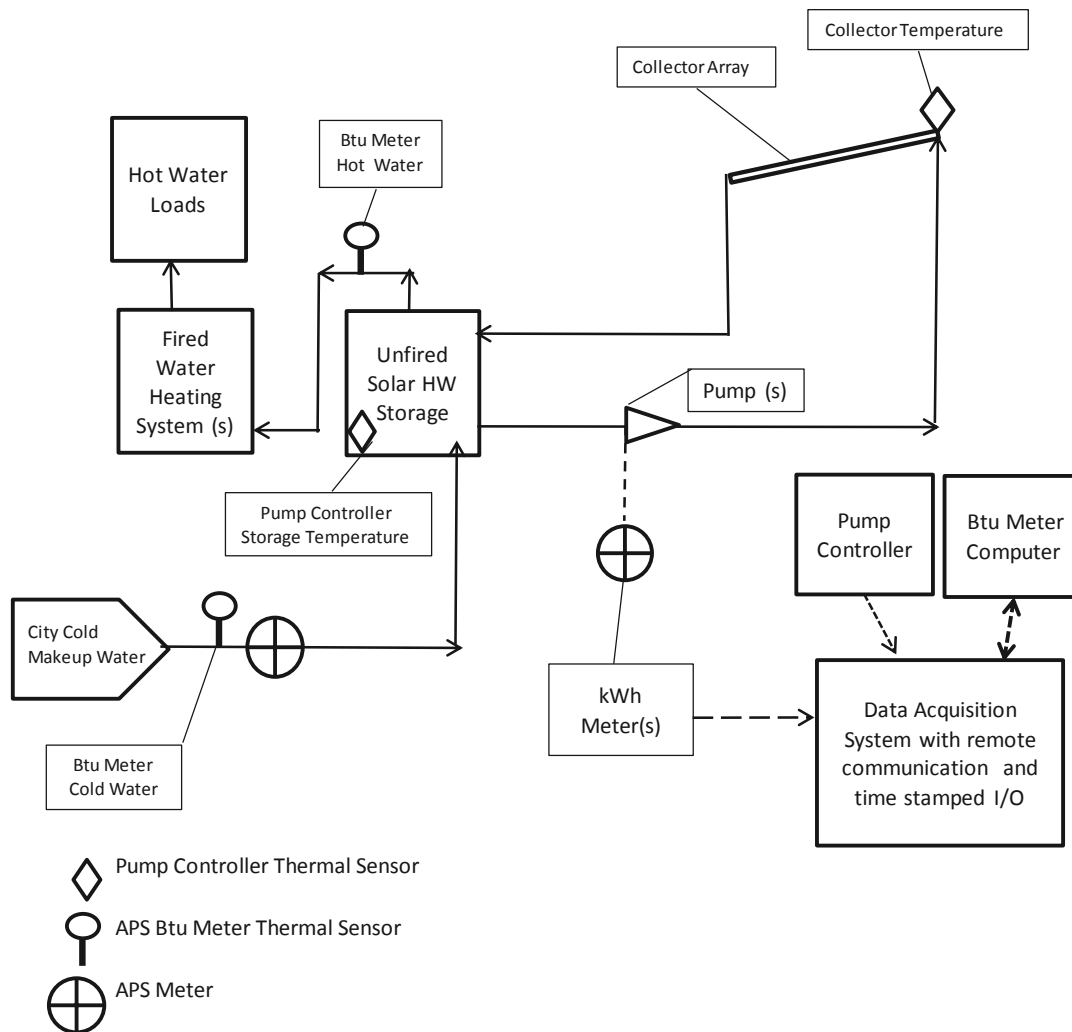 Collector Temperature
Collector Array
Btu Meter
Hot Water
Hot Water
Loads
Fired
Water
Heating
System (s)
Unfired
Solar HW
Storage
Pump (s)
Pump Controller
Storage Temperature
Pump
Controller
Btu Meter
Computer
City Cold
Makeup Water
kWh
Meter(s)
Data Acquisition
System with remote
communication and
time stamped I/O
Btu Meter
Cold Water
Pump Controller Thermal Sensor
APS Btu Meter Thermal Sensor
APS Meter